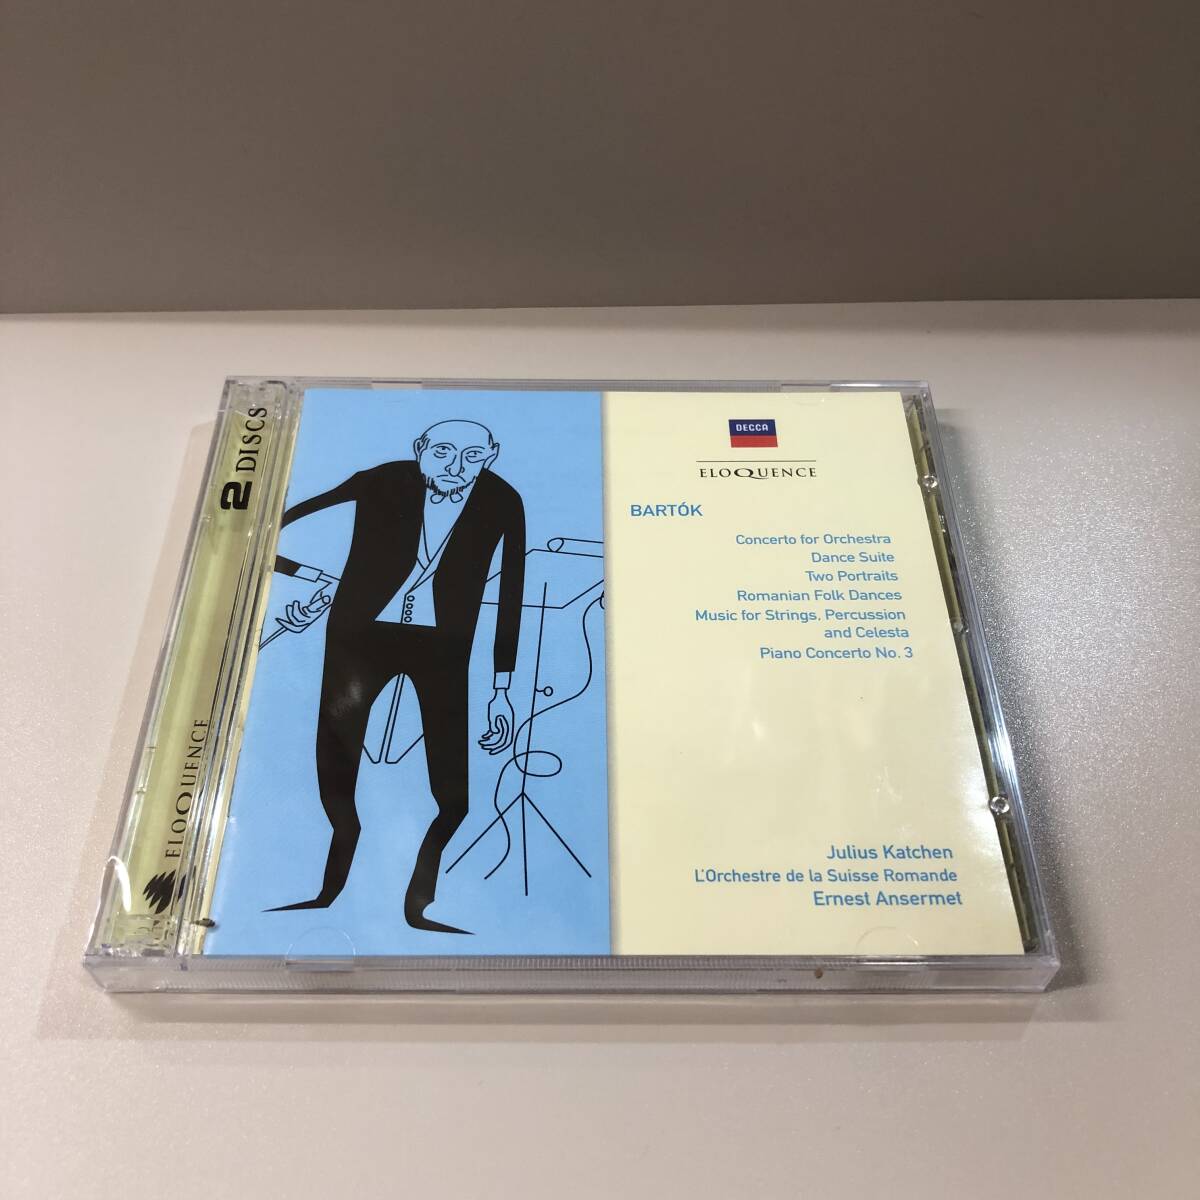 2 DISCS
ELOQUENCE
DECCA
ELOQUENCE
BARTÓK
Concerto for Orchestra
Dance Suite
Two Portraits
Romanian Folk Dances
Music for Strings, Percussion
and Celesta
Piano Concerto No. 3
Julius Katchen
L'Orchestre de la Suisse Romande
Ernest Ansermet